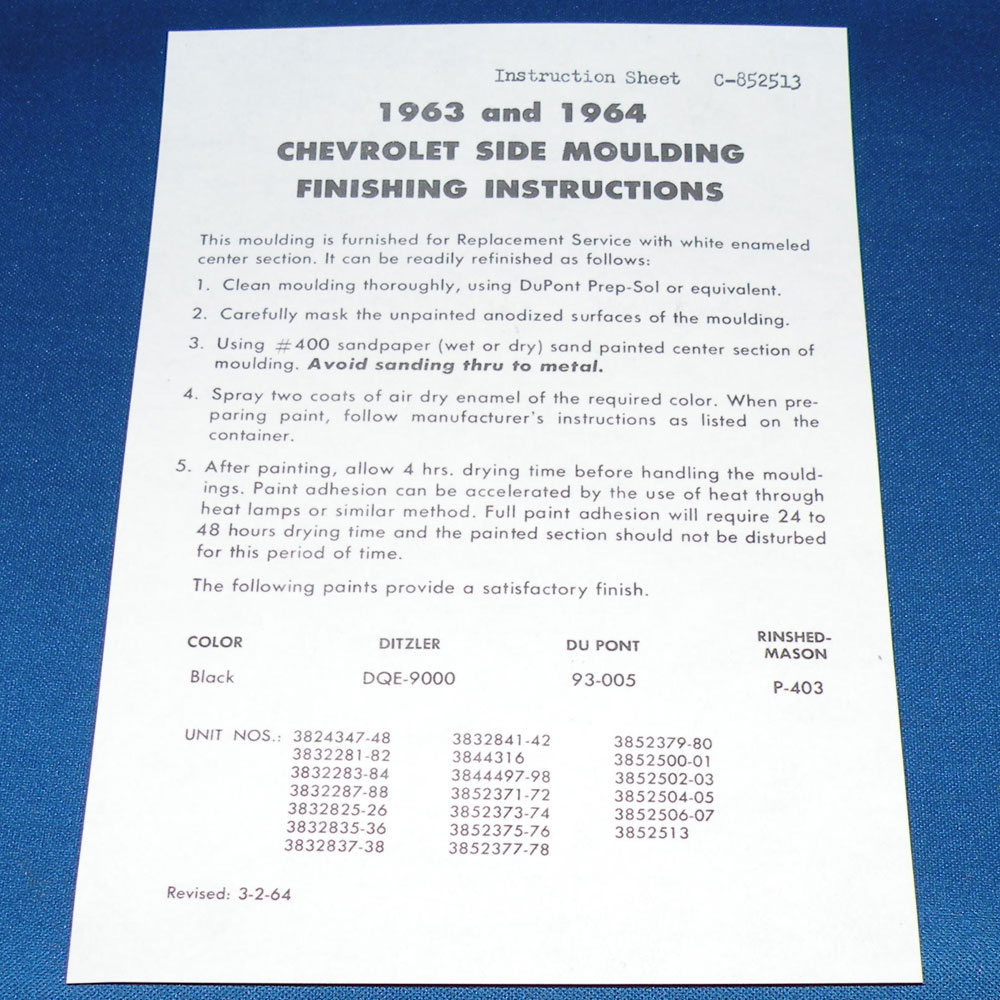 Instruction Sheet C-852513
1963 and 1964
CHEVROLET SIDE MOULDING
FINISHING INSTRUCTIONS
This moulding is furnished for Replacement Service with white enameled
center section. It can be readily refinished as follows:
1. Clean moulding thoroughly, using DuPont Prep-Sol or equivalent.
2. Carefully mask the unpainted anodized surfaces of the moulding.
3. Using #400 sandpaper (wet or dry) sand painted center section of
moulding. Avoid sanding thru to metal.
4. Spray two coats of air dry enamel of the required color. When pre-
paring paint, follow manufacturer's instructions as listed on the
container.
5. After painting, allow 4 hrs. drying time before handling the mould-
ings. Paint adhesion can be accelerated by the use of heat through
heat lamps or similar method. Full paint adhesion will require 24 to
48 hours drying time and the painted section should not be disturbed
for this period of time.
The following paints provide a satisfactory finish.
COLOR DITZLER DU PONT RINSHED-
MASON
Black DQE-9000 93-005 P-403
UNIT NOS.: 3824347-48 3832841-42 3852379-80
3832281-82 3844316 3852500-01
3832283-84 3844497-98 3852502-03
3832287-88 3852371-72 3852504-05
3832825-26 3852373-74 3852506-07
3832835-36 3852375-76 3852513
3832837-38 3852377-78
Revised: 3-2-64